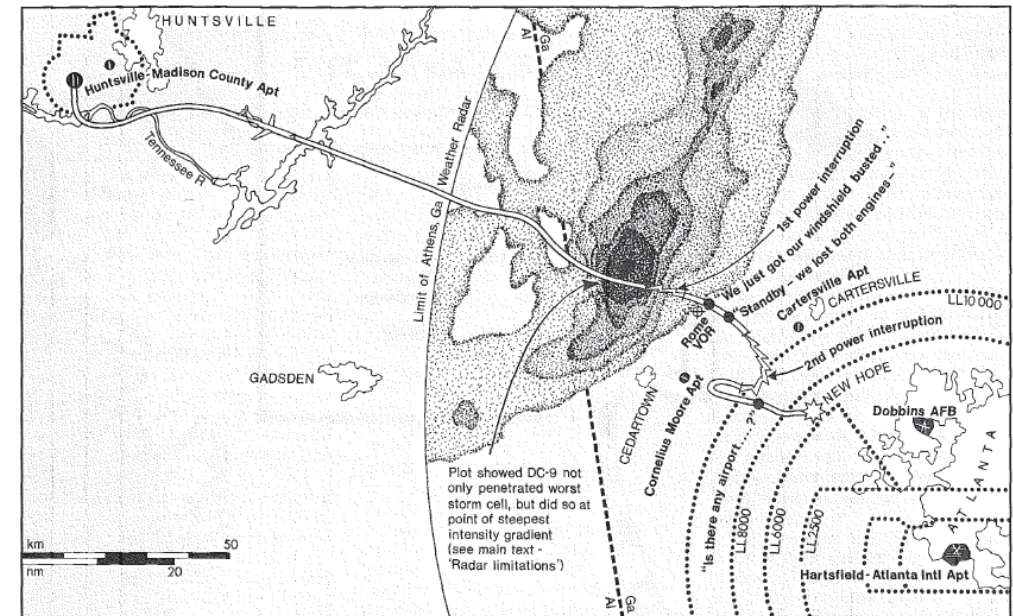 HUNTSVILLE
Huntsville-Madison County Apt
Tennessee R
Limit of Athens, Ga Weather Radar
Ga
Al
1st power interruption
"We just got our windshield busted . ."
"Standby – we lost both engines–"
Cartersville Apt
CARTERSVILLE
LL10 000
Rome
VOR
2nd power interruption
NEW HOPE
GADSDEN
CEDARTOWN
Cornelius Moore Apt
"Is there any airport . . . ?"
Dobbins AFB
ATLANTA
LL8000
LL6000
LL2500
Hartsfield-Atlanta Intl Apt
Plot showed DC-9 not
only penetrated worst
storm cell, but did so at
point of steepest
intensity gradient
(see main text -
'Radar limitations')
km
50
nm
20
Ga
Al